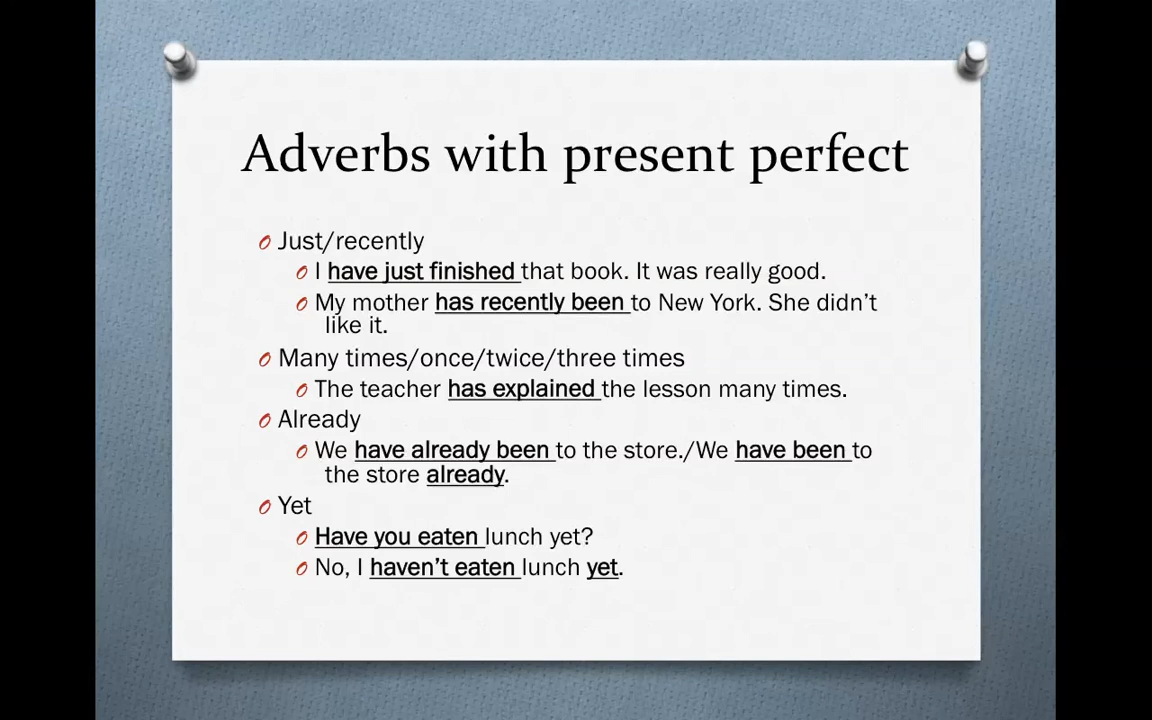 Adverbs with present perfect
Just/recently
I have just finished that book. It was really good.
My mother has recently been to New York. She didn’t
like it.
Many times/once/twice/three times
The teacher has explained the lesson many times.
Already
We have already been to the store./We have been to
the store already.
Yet
Have you eaten lunch yet?
No, I haven’t eaten lunch yet.